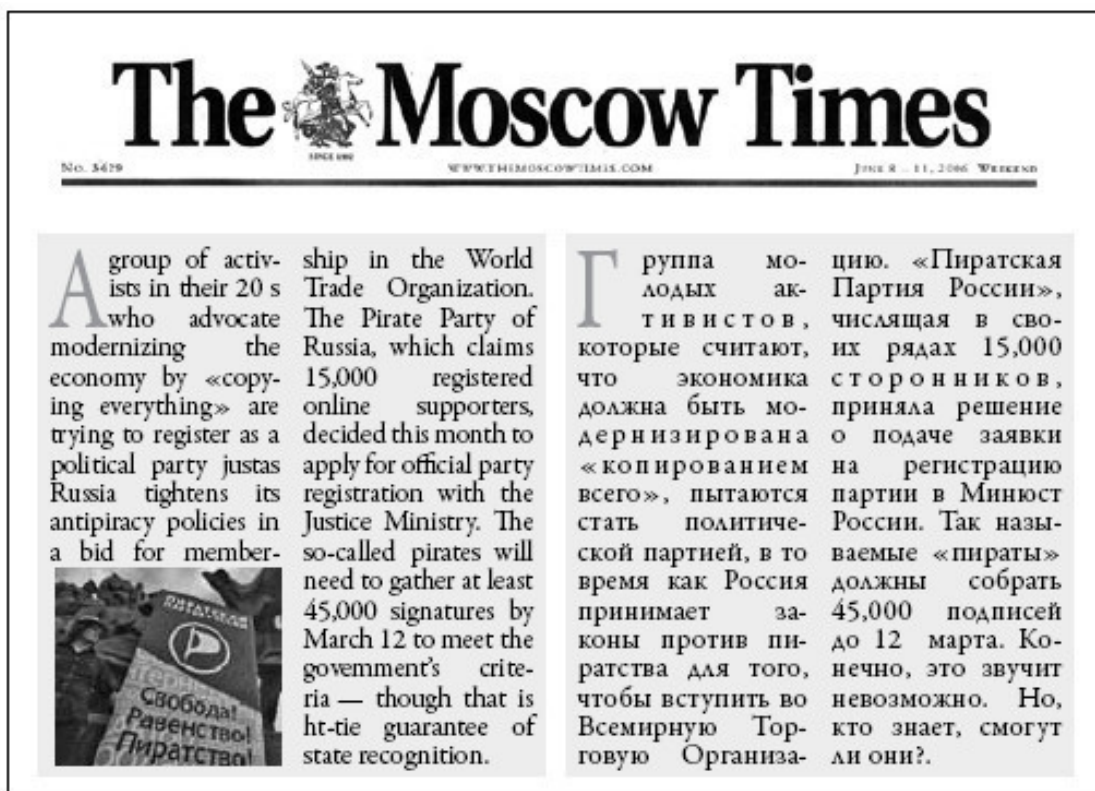 The Moscow Times
SINCE 1992
No. 3429
WWW.THEMOSCOWTIMES.COM
JUNE 8 – 11, 2006 WEEKEND
A group of activ-
ists in their 20 s
who advocate
modernizing the
economy by «copy-
ing everything» are
trying to register as a
political party justas
Russia tightens its
antipiracy policies in
a bid for member-
ПИРАТСКАЯ
Свобода!
Равенство!
Пиратство!
ship in the World
Trade Organization.
The Pirate Party of
Russia, which claims
15,000 registered
online supporters,
decided this month to
apply for official party
registration with the
Justice Ministry. The
so-called pirates will
need to gather at least
45,000 signatures by
March 12 to meet the
govemment's crite-
ria — though that is
ht-tie guarantee of
state recognition.
Группа мо-
лодых ак-
тивистов,
которые считают,
что экономика
должна быть мо-
дернизирована
«копированием
всего», пытаются
стать политиче-
ской партией, в то
время как Россия
принимает за-
коны против пи-
ратства для того,
чтобы вступить во
Всемирную Тор-
говую Организа-
цию. «Пиратская
Партия России»,
числящая в сво-
их рядах 15,000
сторонников,
приняла решение
о подаче заявки
на регистрацию
партии в Минюст
России. Так назы-
ваемые «пираты»
должны собрать
45,000 подписей
до 12 марта. Ко-
нечно, это звучит
невозможно. Но,
кто знает, смогут
ли они?.